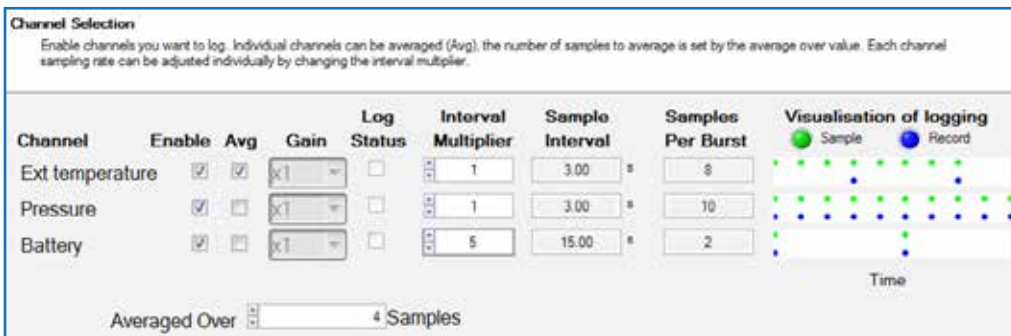 Channel Selection
Enable channels you want to log. Individual channels can be averaged (Avg), the number of samples to average is set by the average over value. Each channel
sampling rate can be adjusted individually by changing the interval multiplier.
Log Interval Sample Samples Visualisation of logging
Channel Enable Avg Gain Status Multiplier Interval Per Burst Sample Record
Ext temperature x1 1 3.00 s 8
Pressure x1 1 3.00 s 10
Battery x1 5 15.00 s 2
Time
Averaged Over 4 Samples